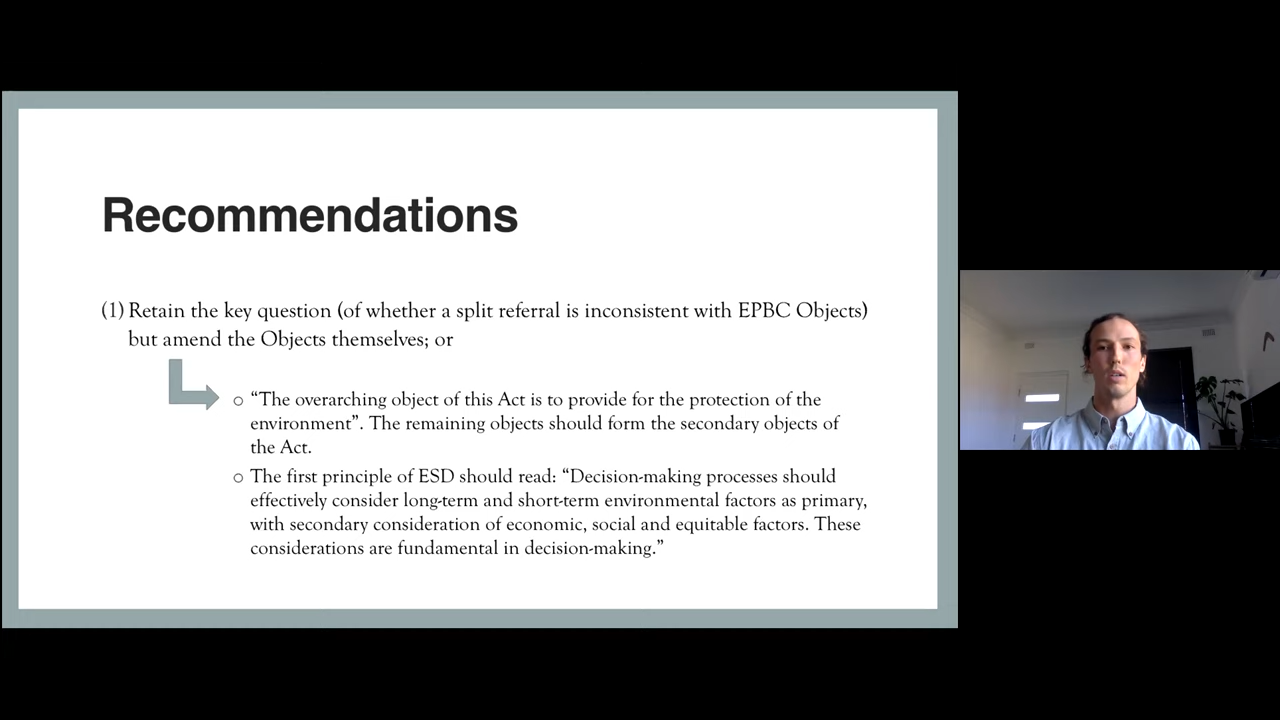 Recommendations
(1) Retain the key question (of whether a split referral is inconsistent with EPBC Objects)
but amend the Objects themselves; or
○ “The overarching object of this Act is to provide for the protection of the
environment”. The remaining objects should form the secondary objects of
the Act.
○ The first principle of ESD should read: “Decision-making processes should
effectively consider long-term and short-term environmental factors as primary,
with secondary consideration of economic, social and equitable factors. These
considerations are fundamental in decision-making.”